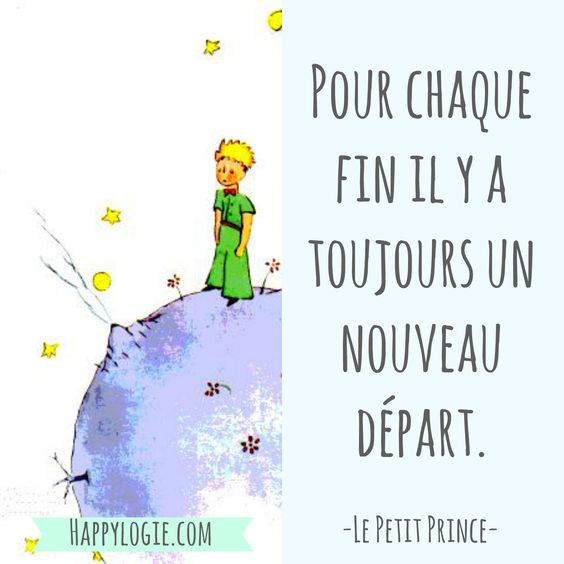 POUR CHAQUE
FIN IL Y A
TOUJOURS UN
NOUVEAU
DÉPART.
-LE PETIT PRINCE-
HAPPYLOGIE.COM